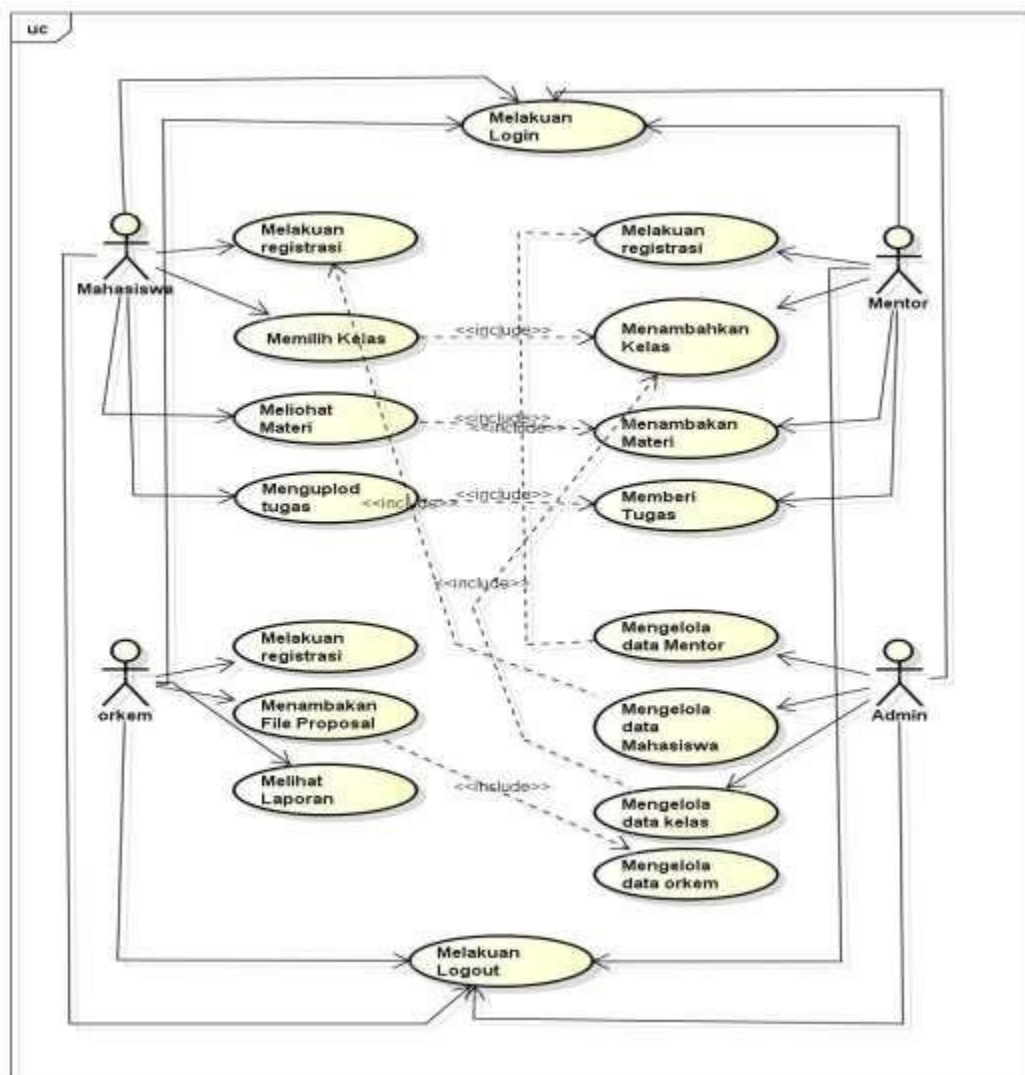 uc
Melakuan
Login
Melakuan
registrasi
Melakuan
registrasi
Mahasiswa
Mentor
Memilih Kelas
<<include>>
Menambahkan
Kelas
Meliohat
Materi
<<include>>
<<include>>
Menambakan
Materi
Menguplod
tugas
<<include>>
<<include>>
Memberi
Tugas
<<include>>
Melakuan
registrasi
Mengelola
data Mentor
orkem
Menambakan
File Proposal
Mengelola
data
Mahasiswa
Admin
Melihat
Laporan
<<include>>
Mengelola
data kelas
Mengelola
data orkem
Melakuan
Logout